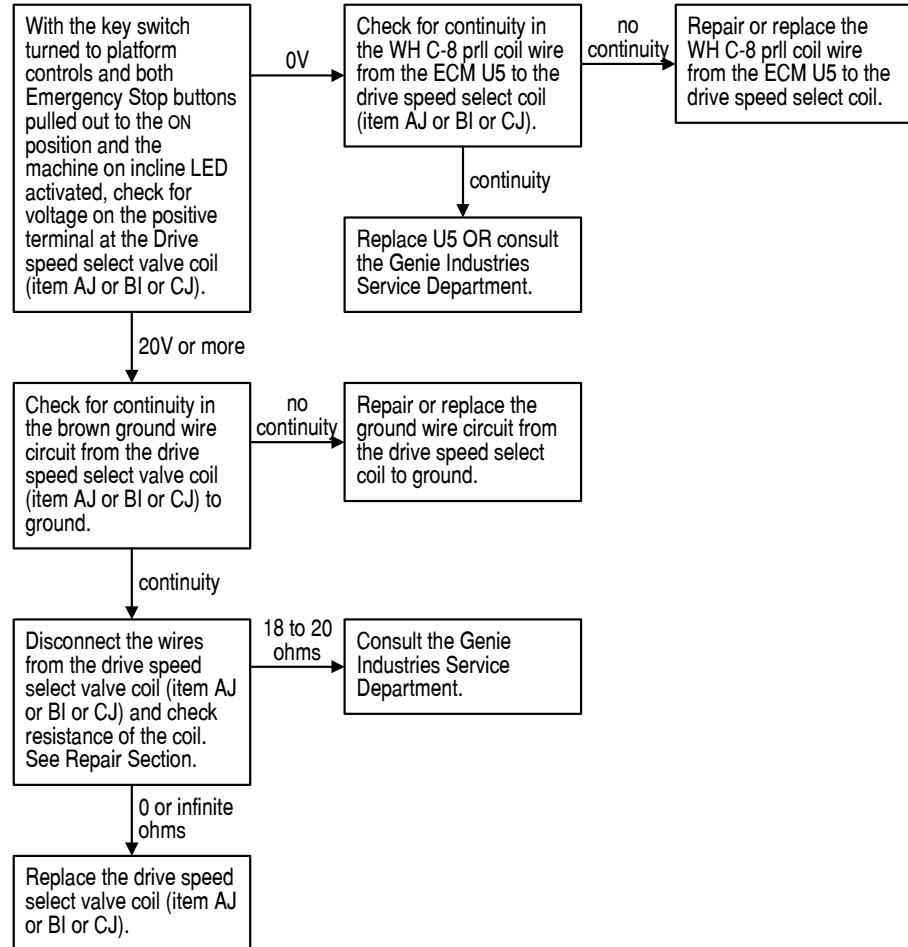 With the key switch
turned to platform
controls and both
Emergency Stop buttons
pulled out to the ON
position and the
machine on incline LED
activated, check for
voltage on the positive
terminal at the Drive
speed select valve coil
(item AJ or BI or CJ).
0V
Check for continuity in
the WH C-8 prll coil wire
from the ECM U5 to the
drive speed select coil
(item AJ or BI or CJ).
no
continuity
Repair or replace the
WH C-8 prll coil wire
from the ECM U5 to the
drive speed select coil.
continuity
Replace U5 OR consult
the Genie Industries
Service Department.
20V or more
Check for continuity in
the brown ground wire
circuit from the drive
speed select valve coil
(item AJ or BI or CJ) to
ground.
no
continuity
Repair or replace the
ground wire circuit from
the drive speed select
coil to ground.
continuity
Disconnect the wires
from the drive speed
select valve coil (item AJ
or BI or CJ) and check
resistance of the coil.
See Repair Section.
18 to 20
ohms
Consult the Genie
Industries Service
Department.
0 or infinite
ohms
Replace the drive speed
select valve coil (item AJ
or BI or CJ).